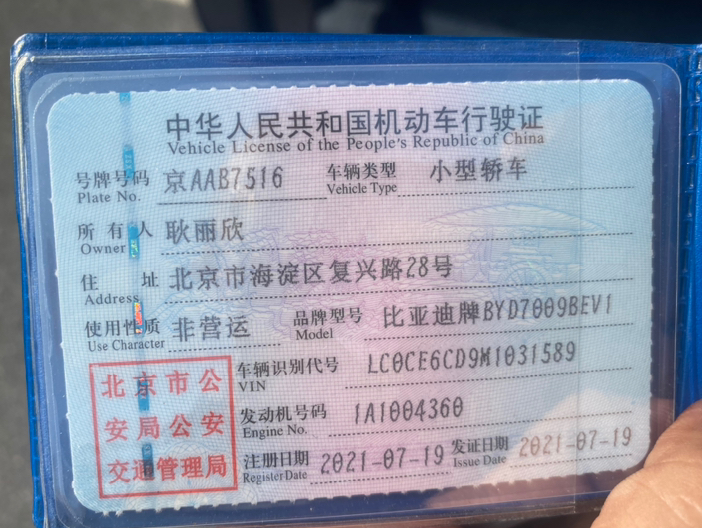 中华人民共和国机动车行驶证
Vehicle License of the People's Republic of China
号牌号码 京AAB7516 车辆类型 小型轿车
Plate No. Vehicle Type
所有人 耿丽欣
Owner
住址 北京市海淀区复兴路28号
Address
使用性质 非营运 品牌型号 比亚迪牌BYD7009BEV1
Use Character Model
北京市公安局公安交通管理局
车辆识别代号 LC0CE6CD9M1031589
VIN
发动机号码 1A1004360
Engine No.
注册日期 2021-07-19 发证日期 2021-07-19
Register Date Issue Date